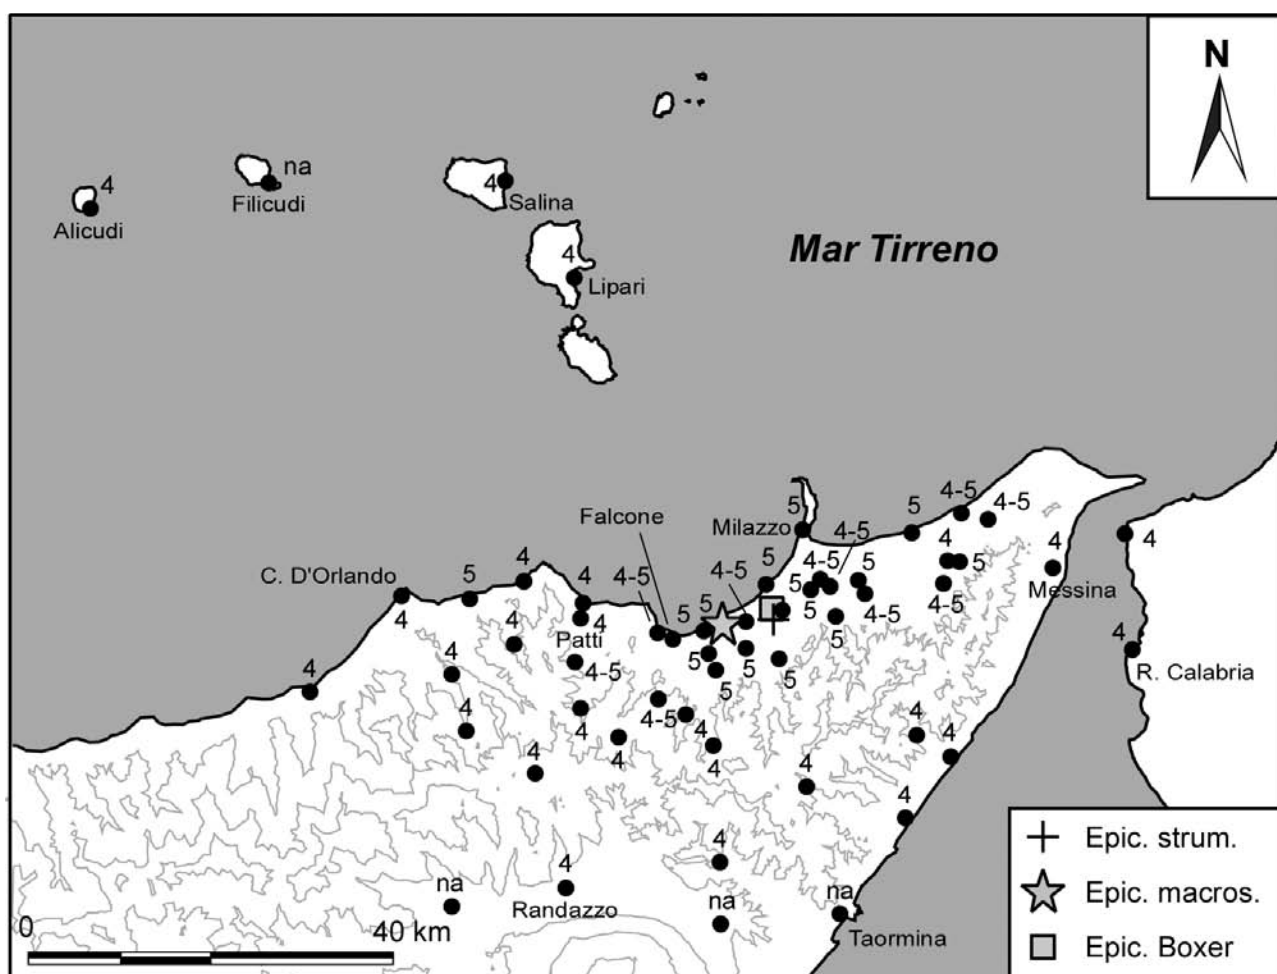 N
4
na
Filicudi
Alicudi
4
Salina
Mar Tirreno
4
Lipari
5
4-5
4-5
5
Falcone
Milazzo
4-5
4
4
C. D'Orlando
5
4
4
4-5
4-5
5
4-5
5
5
5
Messina
4-5
4
4
4
5
5
5
4-5
5
4
R. Calabria
4
Patti
4-5
5
5
5
4
4
4-5
4
4
4
4
4
4
4
4
4
4
4
na
Randazzo
na
na
Taormina
0
40 km
Epic. strum.
Epic. macros.
Epic. Boxer